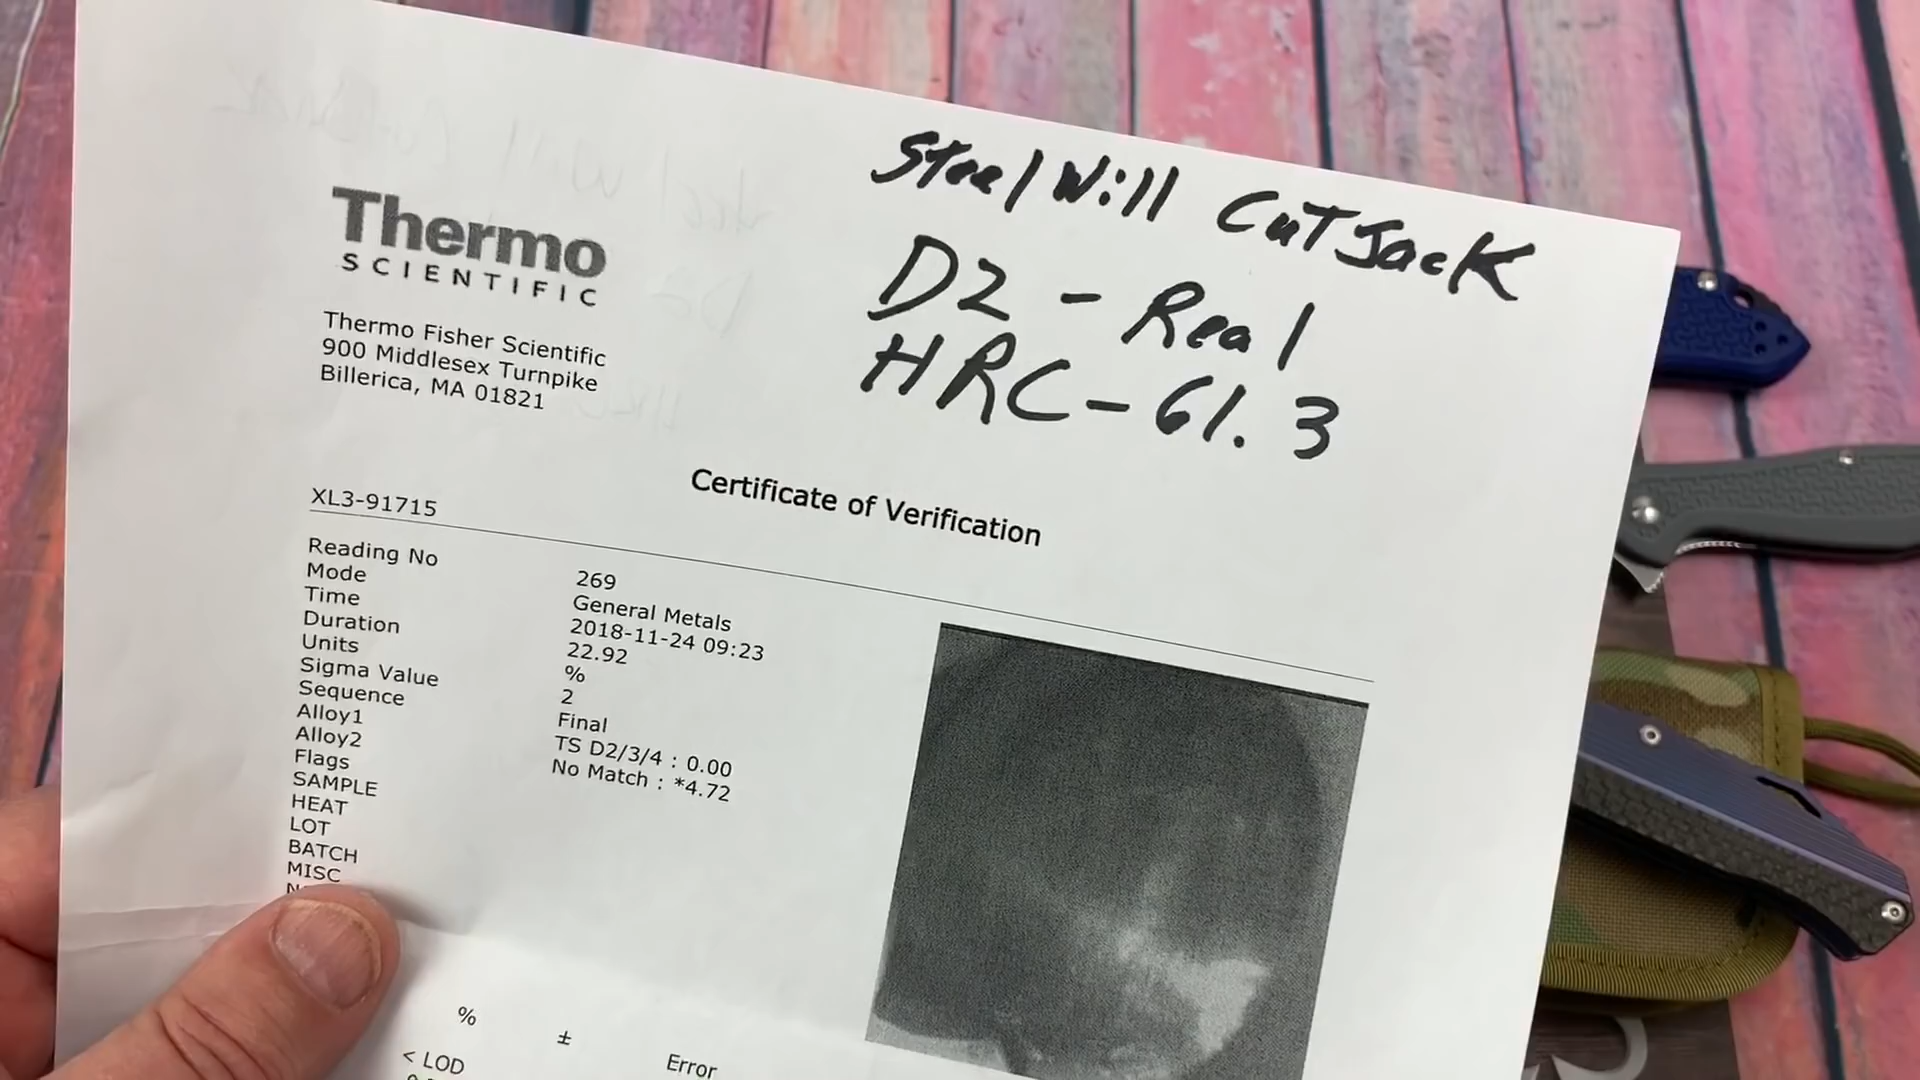 Steel Will CutJack
D2 - Real
HRC - 61.3
Thermo
SCIENTIFIC
Thermo Fisher Scientific
900 Middlesex Turnpike
Billerica, MA 01821
Certificate of Verification
XL3-91715
Reading No 269
Mode General Metals
Time 2018-11-24 09:23
Duration 22.92
Units %
Sigma Value 2
Sequence Final
Alloy1 TS D2/3/4 : 0.00
Alloy2 No Match : *4.72
Flags
SAMPLE
HEAT
LOT
BATCH
MISC
% ± Error
< LOD